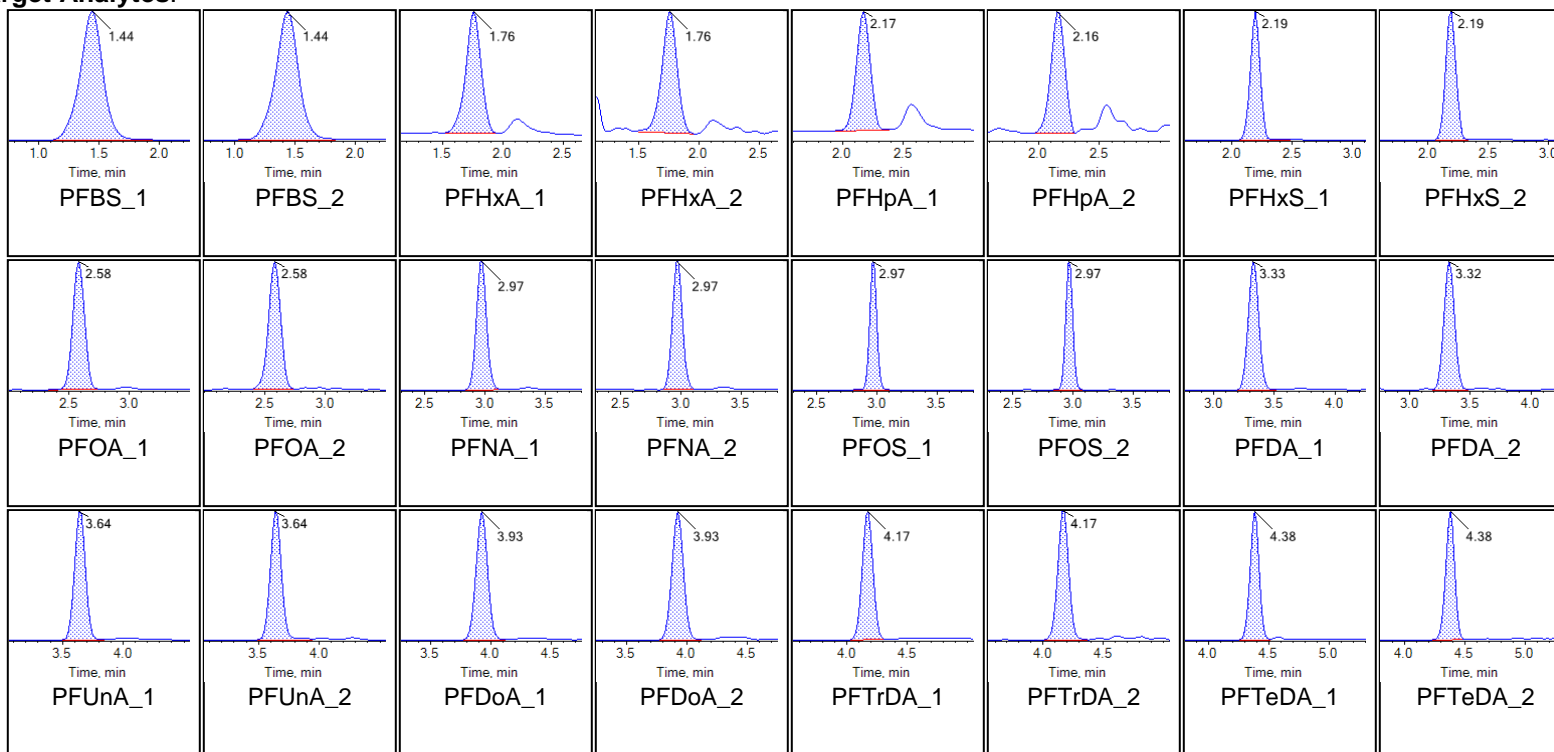 rget Analytes:
1.44 1.44 1.76 1.76 2.17 2.16 2.19 2.19
1.0 1.5 2.0 1.0 1.5 2.0 1.5 2.0 2.5 1.5 2.0 2.5 2.0 2.5 2.0 2.5 2.0 2.5 3.0 2.0 2.5 3.0
Time, min Time, min Time, min Time, min Time, min Time, min Time, min Time, min
PFBS_1 PFBS_2 PFHxA_1 PFHxA_2 PFHpA_1 PFHpA_2 PFHxS_1 PFHxS_2
2.58 2.58 2.97 2.97 2.97 2.97 3.33 3.32
2.5 3.0 2.5 3.0 2.5 3.0 3.5 2.5 3.0 3.5 2.5 3.0 3.5 2.5 3.0 3.5 3.0 3.5 4.0 3.0 3.5 4.0
Time, min Time, min Time, min Time, min Time, min Time, min Time, min Time, min
PFOA_1 PFOA_2 PFNA_1 PFNA_2 PFOS_1 PFOS_2 PFDA_1 PFDA_2
3.64 3.64 3.93 3.93 4.17 4.17 4.38 4.38
3.5 4.0 3.5 4.0 3.5 4.0 4.5 3.5 4.0 4.5 4.0 4.5 4.0 4.5 4.0 4.5 5.0 4.0 4.5 5.0
Time, min Time, min Time, min Time, min Time, min Time, min Time, min Time, min
PFUnA_1 PFUnA_2 PFDoA_1 PFDoA_2 PFTrDA_1 PFTrDA_2 PFTeDA_1 PFTeDA_2